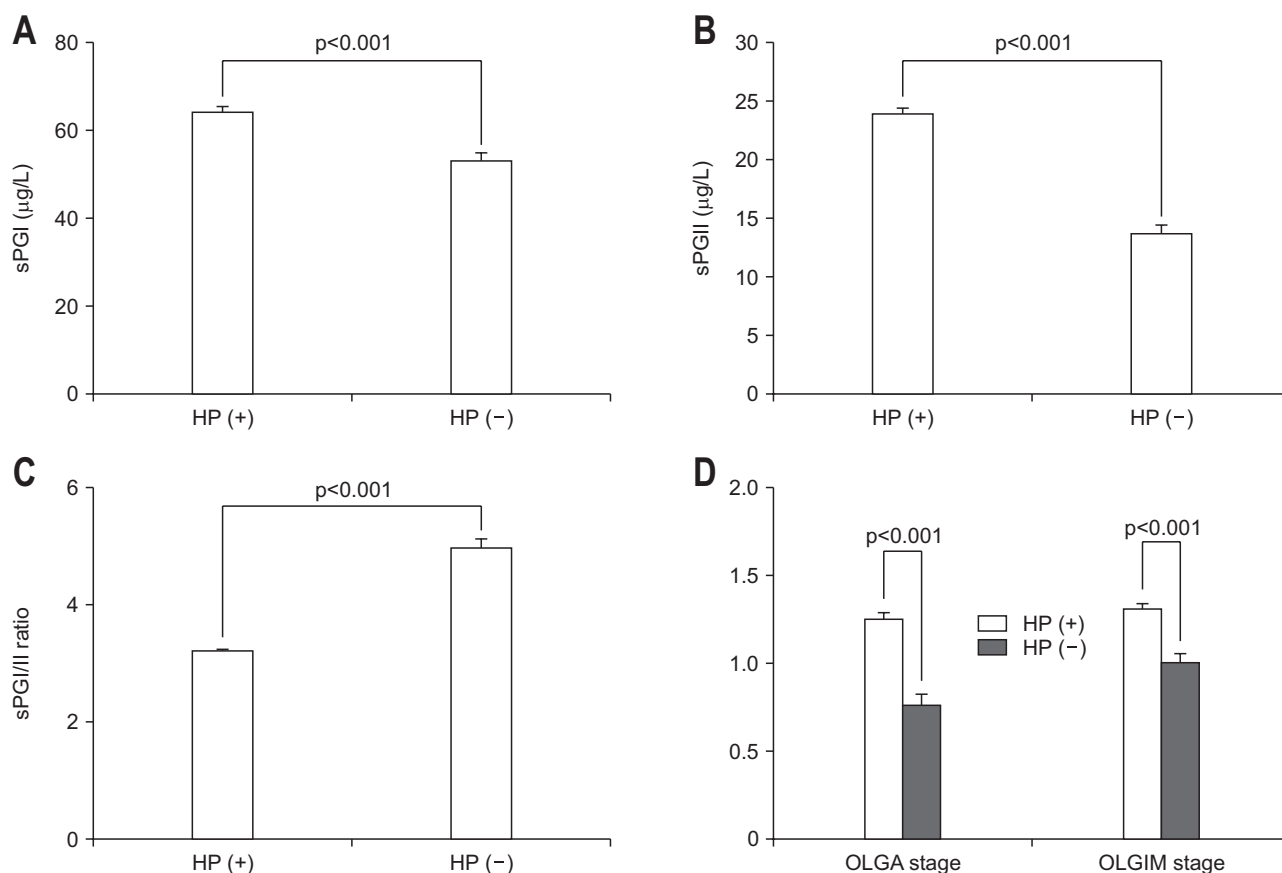 A
80
60
40
20
0
sPGI (μg/L)
p<0.001
HP (+)
HP (−)
B
30
25
20
15
10
5
0
sPGII (μg/L)
p<0.001
HP (+)
HP (−)
C
6
4
2
0
sPGI/II ratio
p<0.001
HP (+)
HP (−)
D
2.0
1.5
1.0
0.5
0
p<0.001
p<0.001
HP (+)
HP (−)
OLGA stage
OLGIM stage